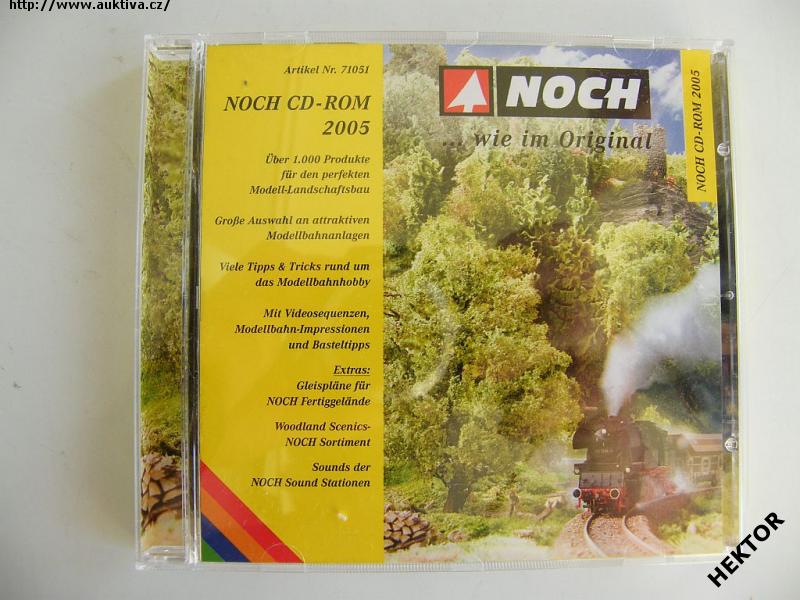 http://www.auktiva.cz/
Artikel Nr. 71051
NOCH CD-ROM
2005
Über 1.000 Produkte
für den perfekten
Modell-Landschaftsbau
Große Auswahl an attraktiven
Modellbahnanlagen
Viele Tipps & Tricks rund um
das Modellbahnhobby
Mit Videosequenzen,
Modellbahn-Impressionen
und Basteltipps
Extras:
Gleispläne für
NOCH Fertiggelände
Woodland Scenics-
NOCH Sortiment
Sounds der
NOCH Sound Stationen
NOCH
... wie im Original
NOCH CD-ROM 2005
HEKTOR